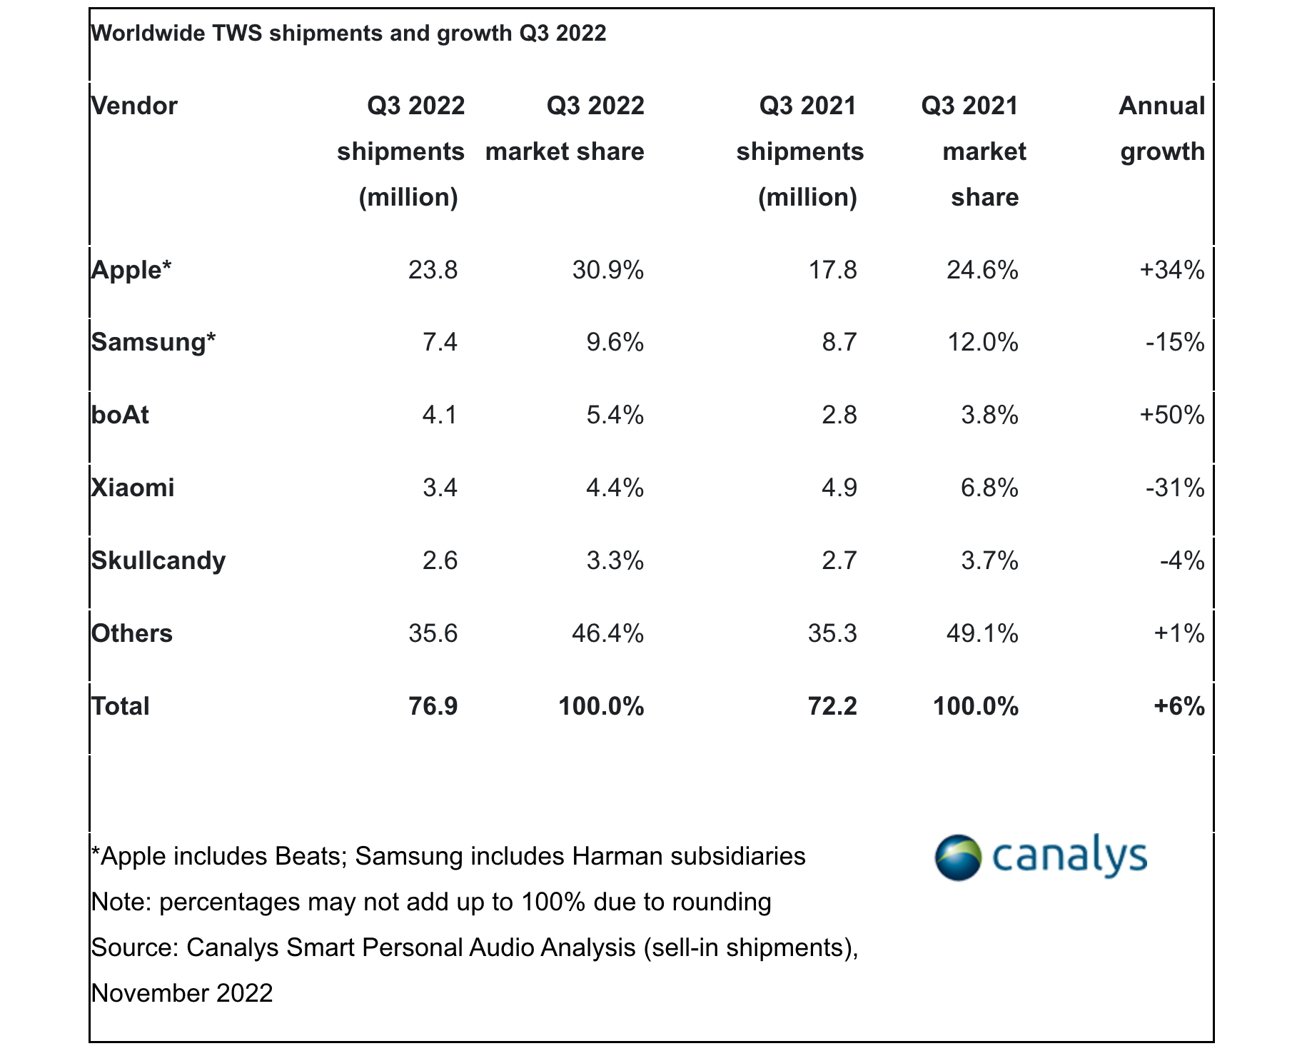 Worldwide TWS shipments and growth Q3 2022
Vendor Q3 2022 Q3 2022 Q3 2021 Q3 2021 Annual
shipments market share shipments market growth
(million) (million) share
Apple* 23.8 30.9% 17.8 24.6% +34%
Samsung* 7.4 9.6% 8.7 12.0% -15%
boAt 4.1 5.4% 2.8 3.8% +50%
Xiaomi 3.4 4.4% 4.9 6.8% -31%
Skullcandy 2.6 3.3% 2.7 3.7% -4%
Others 35.6 46.4% 35.3 49.1% +1%
Total 76.9 100.0% 72.2 100.0% +6%
*Apple includes Beats; Samsung includes Harman subsidiaries
canalys
Note: percentages may not add up to 100% due to rounding
Source: Canalys Smart Personal Audio Analysis (sell-in shipments),
November 2022